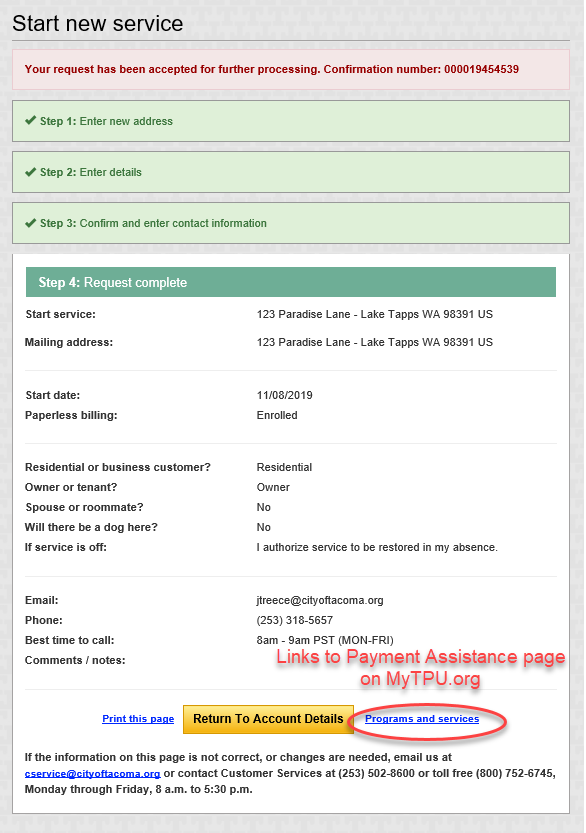 Start new service
Your request has been accepted for further processing. Confirmation number: 000019454539
Step 1: Enter new address
Step 2: Enter details
Step 3: Confirm and enter contact information
Step 4: Request complete
Start service: 123 Paradise Lane - Lake Tapps WA 98391 US
Mailing address: 123 Paradise Lane - Lake Tapps WA 98391 US
Start date: 11/08/2019
Paperless billing: Enrolled
Residential or business customer? Residential
Owner or tenant? Owner
Spouse or roommate? No
Will there be a dog here? No
If service is off: I authorize service to be restored in my absence.
Email: jtreece@cityoftacoma.org
Phone: (253) 318-5657
Best time to call: 8am - 9am PST (MON-FRI)
Comments / notes:
Links to Payment Assistance page
on MyTPU.org
Print this page Return To Account Details Programs and services
If the information on this page is not correct, or changes are needed, email us at
cservice@cityoftacoma.org or contact Customer Services at (253) 502-8600 or toll free (800) 752-6745,
Monday through Friday, 8 a.m. to 5:30 p.m.